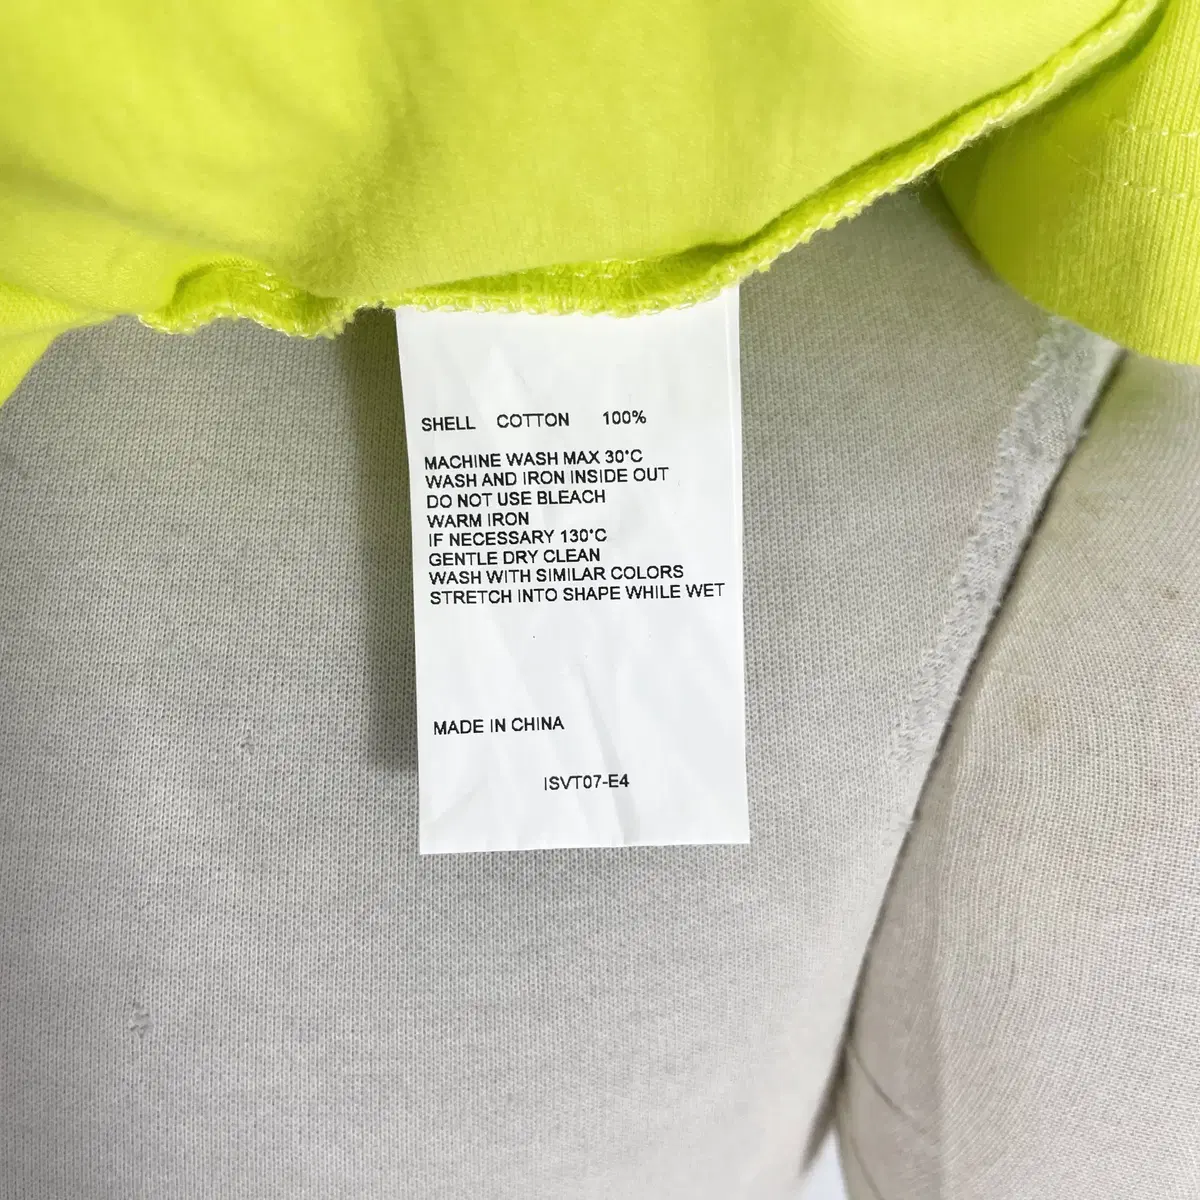 SHELL COTTON 100%
MACHINE WASH MAX 30°C
WASH AND IRON INSIDE OUT
DO NOT USE BLEACH
WARM IRON
IF NECESSARY 130°C
GENTLE DRY CLEAN
WASH WITH SIMILAR COLORS
STRETCH INTO SHAPE WHILE WET
MADE IN CHINA
ISVT07-E4